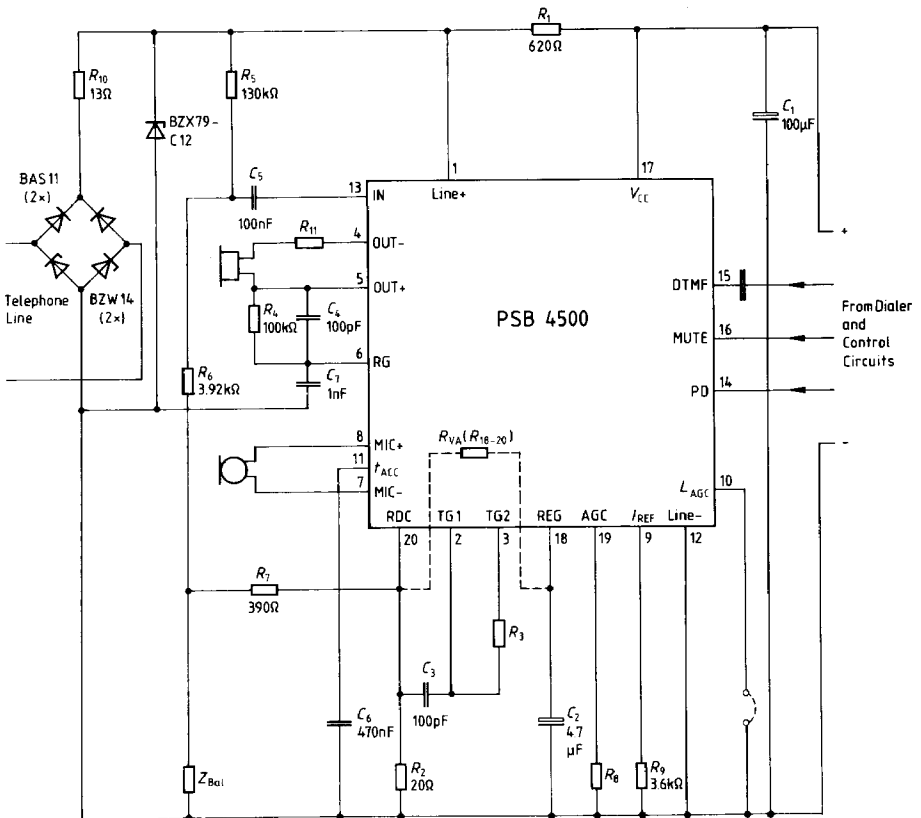 R1
620Ω
R10
13Ω
R5
130kΩ
BZX79-
C12
C1
100µF
BAS11
(2x)
C5
100nF
13
IN
1
Line+
17
VCC
R11
4
OUT-
5
OUT+
+
R4
100kΩ
C4
100pF
PSB 4500
DTMF
15
Telephone
Line
BZW14
(2x)
From Dialer
and
Control
Circuits
MUTE
16
6
RG
R6
3.92kΩ
C7
1nF
PD
14
8
MIC+
RVA(R18-20)
-
11
tACC
7
MIC-
LAGC
10
RDC
TG1
TG2
REG
AGC
IREF
Line-
20
2
3
18
19
9
12
R7
390Ω
R3
C3
100pF
C6
470nF
C2
4.7
µF
ZBal
R2
20Ω
R8
R9
3.6kΩ